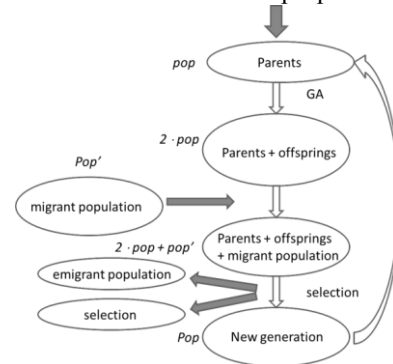 pop
Parents
GA
2 · pop
Parents + offsprings
Pop’
migrant population
Parents + offsprings
+ migrant population
2 · pop + pop’
emigrant population
selection
selection
Pop
New generation